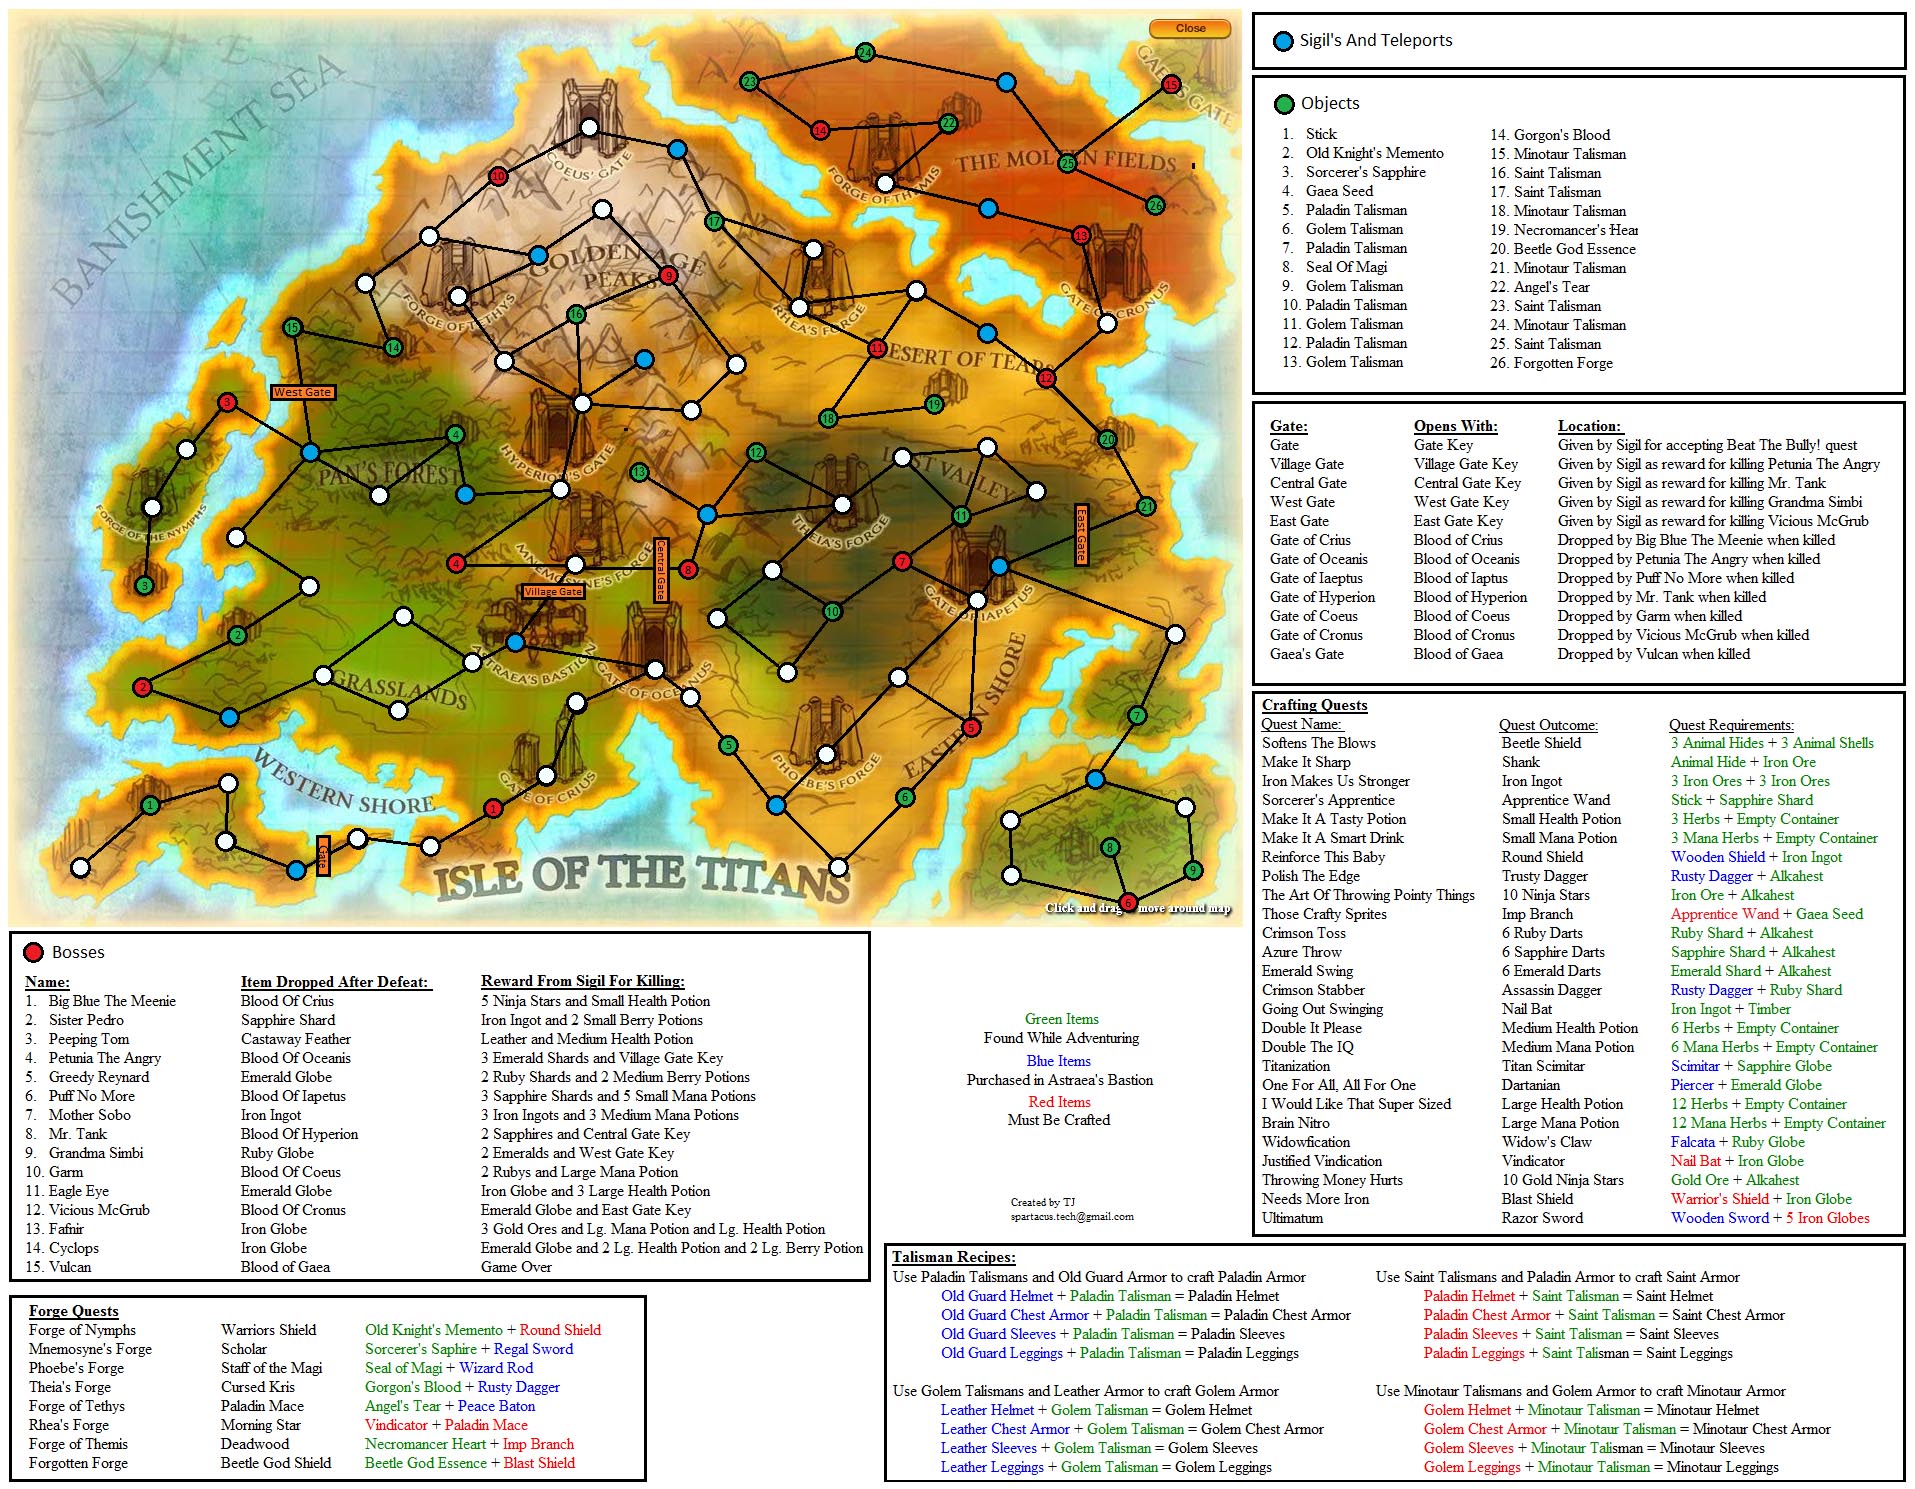 Close
BANISHMENT SEA
GAEA'S GATE
COEUS' GATE
THE MOLTEN FIELDS
FORGE OF THEMIS
GOLDEN AGE
PEAKS
FORGE OF TETHYS
RHEA'S FORGE
GATE OF CRONUS
DESERT OF TEARS
West Gate
HYPERION'S GATE
PAN'S FOREST
LOST VALLEY
FORGE OF THE NYMPHS
THEIA'S FORGE
East Gate
MNEMOSYNE'S FORGE
Central Gate
Village Gate
GATE OF IAPETUS
ASTRAEA'S BASTION
GATE OF OCEANUS
GRASSLANDS
EASTERN SHORE
PHOEBE'S FORGE
WESTERN SHORE
GATE OF CRIUS
Gate
ISLE OF THE TITANS
Click and drag move around map
Sigil's And Teleports
Objects
1. Stick
2. Old Knight's Memento
3. Sorcerer's Sapphire
4. Gaea Seed
5. Paladin Talisman
6. Golem Talisman
7. Paladin Talisman
8. Seal Of Magi
9. Golem Talisman
10. Paladin Talisman
11. Golem Talisman
12. Paladin Talisman
13. Golem Talisman
14. Gorgon's Blood
15. Minotaur Talisman
16. Saint Talisman
17. Saint Talisman
18. Minotaur Talisman
19. Necromancer's Hear
20. Beetle God Essence
21. Minotaur Talisman
22. Angel's Tear
23. Saint Talisman
24. Minotaur Talisman
25. Saint Talisman
26. Forgotten Forge
Gate: Opens With: Location:
Gate Gate Key Given by Sigil for accepting Beat The Bully! quest
Village Gate Village Gate Key Given by Sigil as reward for killing Petunia The Angry
Central Gate Central Gate Key Given by Sigil as reward for killing Mr. Tank
West Gate West Gate Key Given by Sigil as reward for killing Grandma Simbi
East Gate East Gate Key Given by Sigil as reward for killing Vicious McGrub
Gate of Crius Blood of Crius Dropped by Big Blue The Meenie when killed
Gate of Oceanis Blood of Oceanis Dropped by Petunia The Angry when killed
Gate of Iaeptus Blood of Iaptus Dropped by Puff No More when killed
Gate of Hyperion Blood of Hyperion Dropped by Mr. Tank when killed
Gate of Coeus Blood of Coeus Dropped by Garm when killed
Gate of Cronus Blood of Cronus Dropped by Vicious McGrub when killed
Gaea's Gate Blood of Gaea Dropped by Vulcan when killed
Crafting Quests
Quest Name: Quest Outcome: Quest Requirements:
Softens The Blows Beetle Shield 3 Animal Hides + 3 Animal Shells
Make It Sharp Shank Animal Hide + Iron Ore
Iron Makes Us Stronger Iron Ingot 3 Iron Ores + 3 Iron Ores
Sorcerer's Apprentice Apprentice Wand Stick + Sapphire Shard
Make It A Tasty Potion Small Health Potion 3 Herbs + Empty Container
Make It A Smart Drink Small Mana Potion 3 Mana Herbs + Empty Container
Reinforce This Baby Round Shield Wooden Shield + Iron Ingot
Polish The Edge Trusty Dagger Rusty Dagger + Alkahest
The Art Of Throwing Pointy Things 10 Ninja Stars Iron Ore + Alkahest
Those Crafty Sprites Imp Branch Apprentice Wand + Gaea Seed
Crimson Toss 6 Ruby Darts Ruby Shard + Alkahest
Azure Throw 6 Sapphire Darts Sapphire Shard + Alkahest
Emerald Swing 6 Emerald Darts Emerald Shard + Alkahest
Crimson Stabber Assassin Dagger Rusty Dagger + Ruby Shard
Going Out Swinging Nail Bat Iron Ingot + Timber
Double It Please Medium Health Potion 6 Herbs + Empty Container
Double The IQ Medium Mana Potion 6 Mana Herbs + Empty Container
Titanization Titan Scimitar Scimitar + Sapphire Globe
One For All, All For One Dartanian Piercer + Emerald Globe
I Would Like That Super Sized Large Health Potion 12 Herbs + Empty Container
Brain Nitro Large Mana Potion 12 Mana Herbs + Empty Container
Widowfication Widow's Claw Falcata + Ruby Globe
Justified Vindication Vindicator Nail Bat + Iron Globe
Throwing Money Hurts 10 Gold Ninja Stars Gold Ore + Alkahest
Needs More Iron Blast Shield Warrior's Shield + Iron Globe
Ultimatum Razor Sword Wooden Sword + 5 Iron Globes
Bosses
Name: Item Dropped After Defeat: Reward From Sigil For Killing:
1. Big Blue The Meenie Blood Of Crius 5 Ninja Stars and Small Health Potion
2. Sister Pedro Sapphire Shard Iron Ingot and 2 Small Berry Potions
3. Peeping Tom Castaway Feather Leather and Medium Health Potion
4. Petunia The Angry Blood Of Oceanis 3 Emerald Shards and Village Gate Key
5. Greedy Reynard Emerald Globe 2 Ruby Shards and 2 Medium Berry Potions
6. Puff No More Blood Of Iapetus 3 Sapphire Shards and 5 Small Mana Potions
7. Mother Sobo Iron Ingot 3 Iron Ingots and 3 Medium Mana Potions
8. Mr. Tank Blood Of Hyperion 2 Sapphires and Central Gate Key
9. Grandma Simbi Ruby Globe 2 Emeralds and West Gate Key
10. Garm Blood Of Coeus 2 Rubys and Large Mana Potion
11. Eagle Eye Emerald Globe Iron Globe and 3 Large Health Potion
12. Vicious McGrub Blood Of Cronus Emerald Globe and East Gate Key
13. Fafnir Iron Globe 3 Gold Ores and Lg. Mana Potion and Lg. Health Potion
14. Cyclops Iron Globe Emerald Globe and 2 Lg. Health Potion and 2 Lg. Berry Potion
15. Vulcan Blood of Gaea Game Over
Green Items
Found While Adventuring
Blue Items
Purchased in Astraea's Bastion
Red Items
Must Be Crafted
Created by TJ
spartacus.tech@gmail.com
Forge Quests
Forge of Nymphs Warriors Shield Old Knight's Memento + Round Shield
Mnemosyne's Forge Scholar Sorcerer's Saphire + Regal Sword
Phoebe's Forge Staff of the Magi Seal of Magi + Wizard Rod
Theia's Forge Cursed Kris Gorgon's Blood + Rusty Dagger
Forge of Tethys Paladin Mace Angel's Tear + Peace Baton
Rhea's Forge Morning Star Vindicator + Paladin Mace
Forge of Themis Deadwood Necromancer Heart + Imp Branch
Forgotten Forge Beetle God Shield Beetle God Essence + Blast Shield
Talisman Recipes:
Use Paladin Talismans and Old Guard Armor to craft Paladin Armor
Old Guard Helmet + Paladin Talisman = Paladin Helmet
Old Guard Chest Armor + Paladin Talisman = Paladin Chest Armor
Old Guard Sleeves + Paladin Talisman = Paladin Sleeves
Old Guard Leggings + Paladin Talisman = Paladin Leggings
Use Saint Talismans and Paladin Armor to craft Saint Armor
Paladin Helmet + Saint Talisman = Saint Helmet
Paladin Chest Armor + Saint Talisman = Saint Chest Armor
Paladin Sleeves + Saint Talisman = Saint Sleeves
Paladin Leggings + Saint Talisman = Saint Leggings
Use Golem Talismans and Leather Armor to craft Golem Armor
Leather Helmet + Golem Talisman = Golem Helmet
Leather Chest Armor + Golem Talisman = Golem Chest Armor
Leather Sleeves + Golem Talisman = Golem Sleeves
Leather Leggings + Golem Talisman = Golem Leggings
Use Minotaur Talismans and Golem Armor to craft Minotaur Armor
Golem Helmet + Minotaur Talisman = Minotaur Helmet
Golem Chest Armor + Minotaur Talisman = Minotaur Chest Armor
Golem Sleeves + Minotaur Talisman = Minotaur Sleeves
Golem Leggings + Minotaur Talisman = Minotaur Leggings